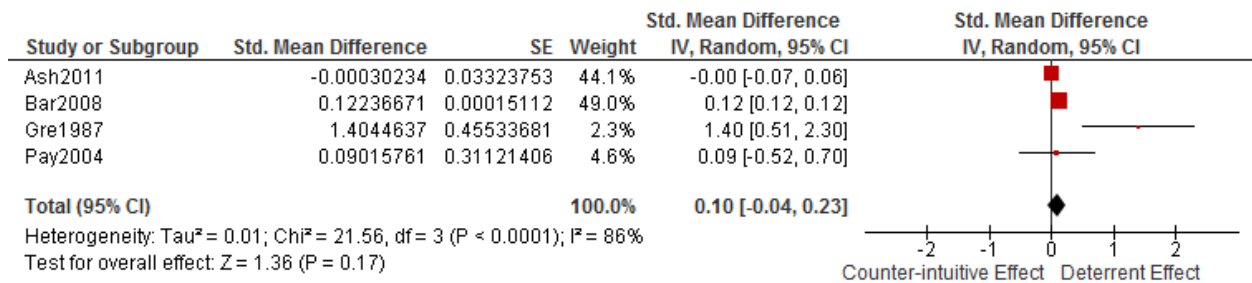 Std. Mean Difference Std. Mean Difference
Study or Subgroup Std. Mean Difference SE Weight IV, Random, 95% CI IV, Random, 95% CI
Ash2011 -0.00030234 0.03323753 44.1% -0.00 [-0.07, 0.06]
Bar2008 0.12236671 0.00015112 49.0% 0.12 [0.12, 0.12]
Gre1987 1.4044637 0.45533681 2.3% 1.40 [0.51, 2.30]
Pay2004 0.09015761 0.31121406 4.6% 0.09 [-0.52, 0.70]
Total (95% CI) 100.0% 0.10 [-0.04, 0.23]
Heterogeneity: Tau² = 0.01; Chi² = 21.56, df = 3 (P < 0.0001); I² = 86%
Test for overall effect: Z = 1.36 (P = 0.17)
-2 -1 0 1 2
Counter-intuitive Effect Deterrent Effect